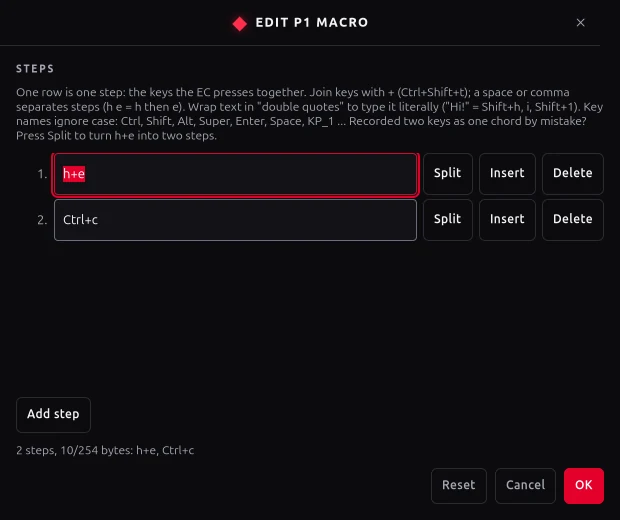 EDIT P1 MACRO ×
STEPS
One row is one step: the keys the EC presses together. Join keys with + (Ctrl+Shift+t); a space or comma
separates steps (h e = h then e). Wrap text in "double quotes" to type it literally ("Hi!" = Shift+h, i, Shift+1). Key
names ignore case: Ctrl, Shift, Alt, Super, Enter, Space, KP_1 ... Recorded two keys as one chord by mistake?
Press Split to turn h+e into two steps.
1. h+e Split Insert Delete
2. Ctrl+c Split Insert Delete
Add step
2 steps, 10/254 bytes: h+e, Ctrl+c
Reset Cancel OK